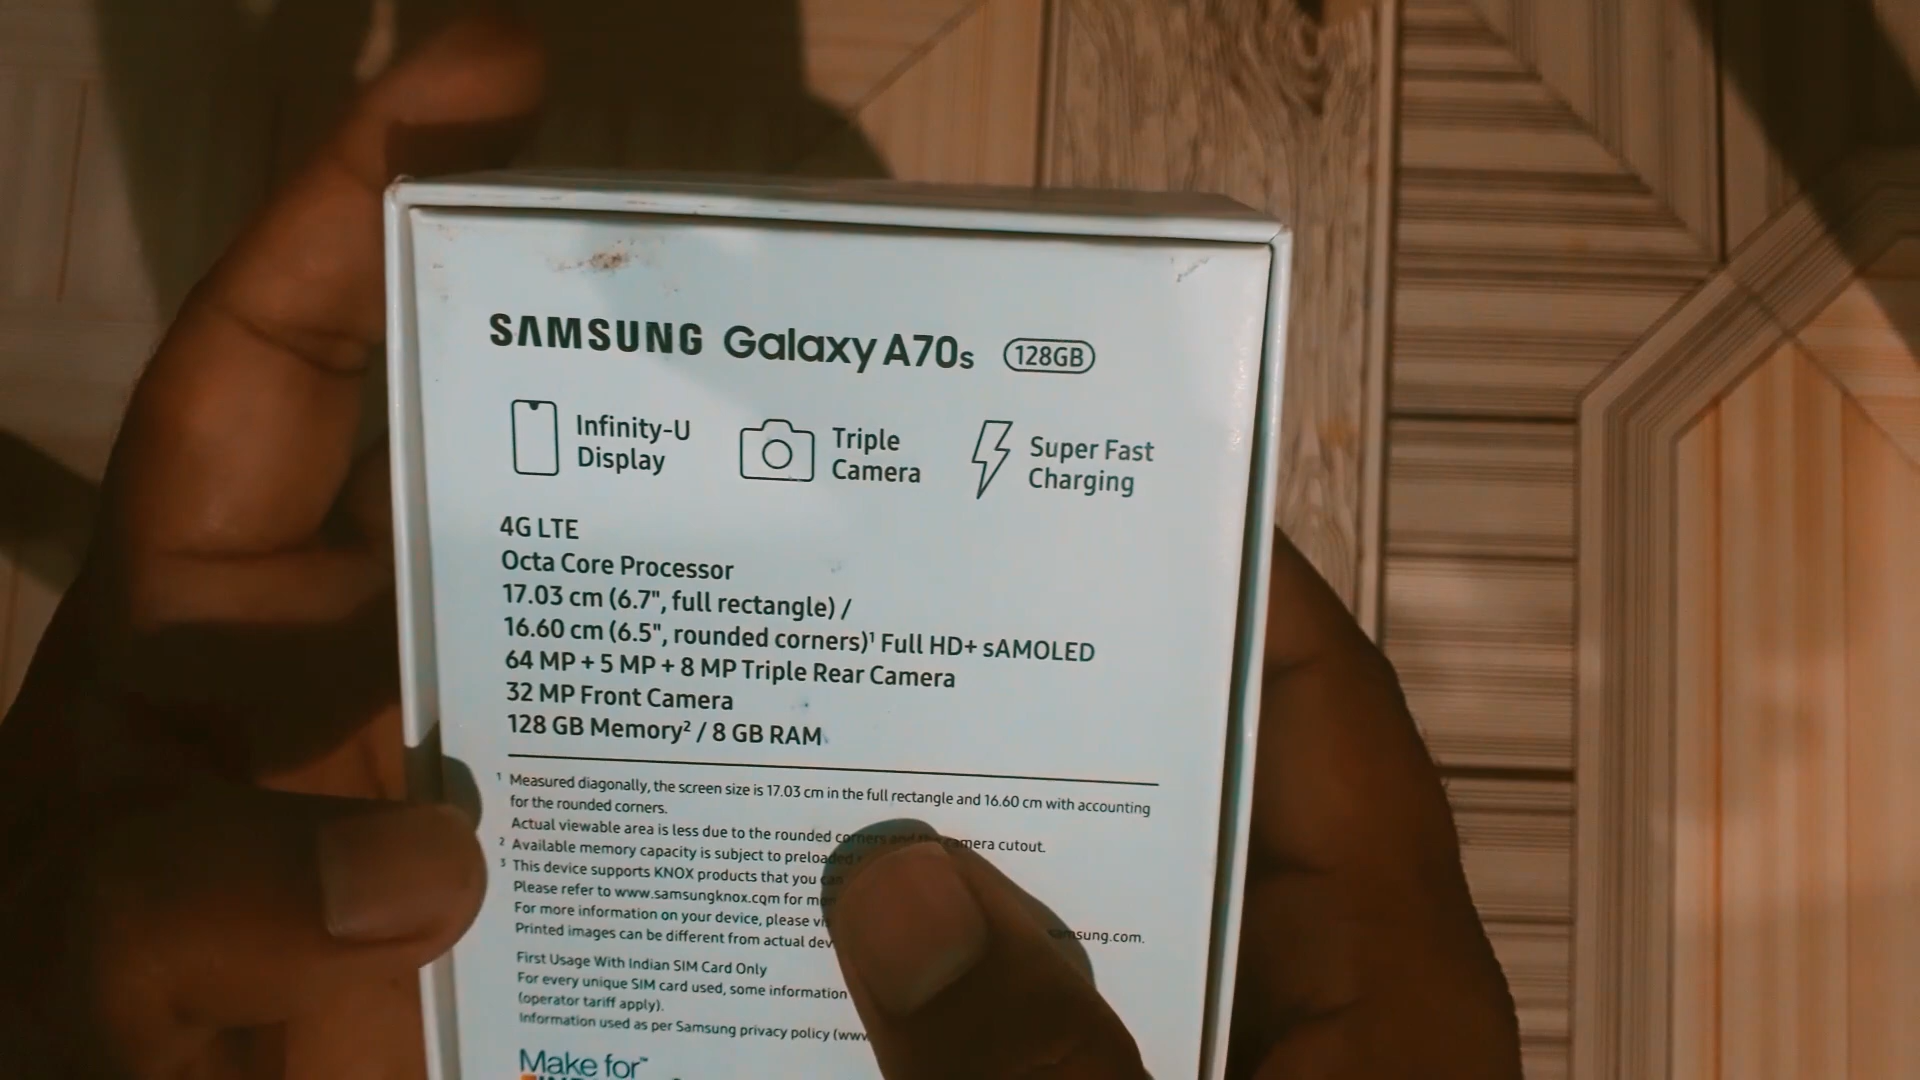 SAMSUNG Galaxy A70s 128GB
Infinity-U
Display
Triple
Camera
Super Fast
Charging
4G LTE
Octa Core Processor
17.03 cm (6.7", full rectangle) /
16.60 cm (6.5", rounded corners)¹ Full HD+ sAMOLED
64 MP + 5 MP + 8 MP Triple Rear Camera
32 MP Front Camera
128 GB Memory² / 8 GB RAM
¹ Measured diagonally, the screen size is 17.03 cm in the full rectangle and 16.60 cm with accounting
for the rounded corners.
Actual viewable area is less due to the rounded corners and the camera cutout.
² Available memory capacity is subject to
³ This device supports KNOX products that you
Please refer to www.samsungknox.com for
For more information on your device, please
Printed images can be different from actual
First Usage With Indian SIM Card Only
For every unique SIM card used, some information
(operator tariff apply).
Information used as per Samsung privacy policy
Make for™